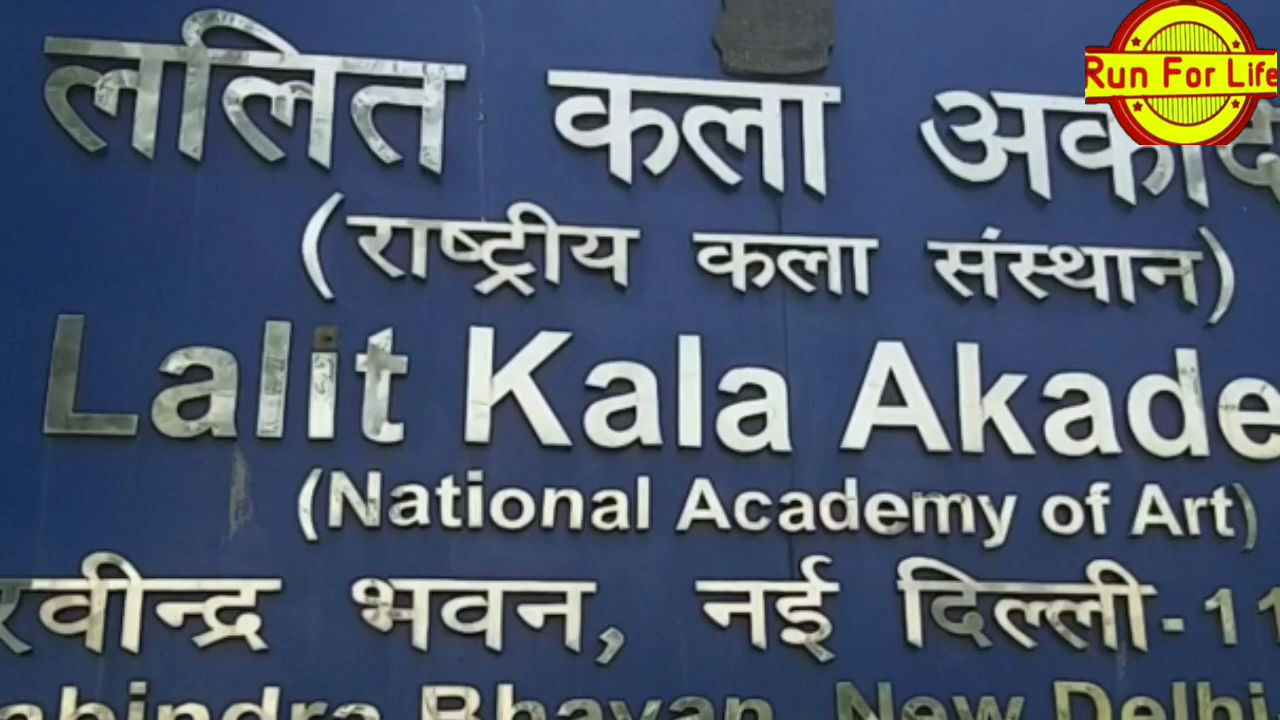 ललित कला अकाद
Run For Life
(राष्ट्रीय कला संस्थान)
Lalit Kala Akade
(National Academy of Art)
रवीन्द्र भवन, नई दिल्ली-11
abindra Bhavan, New Delhi